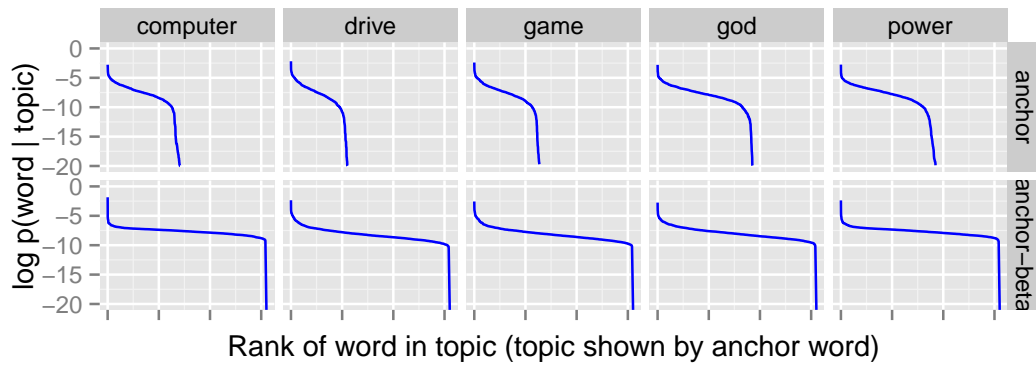 computer drive game god power
0
−5
−10
−15
−20
anchor
0
−5
−10
−15
−20
anchor−beta
log p(word | topic)
Rank of word in topic (topic shown by anchor word)